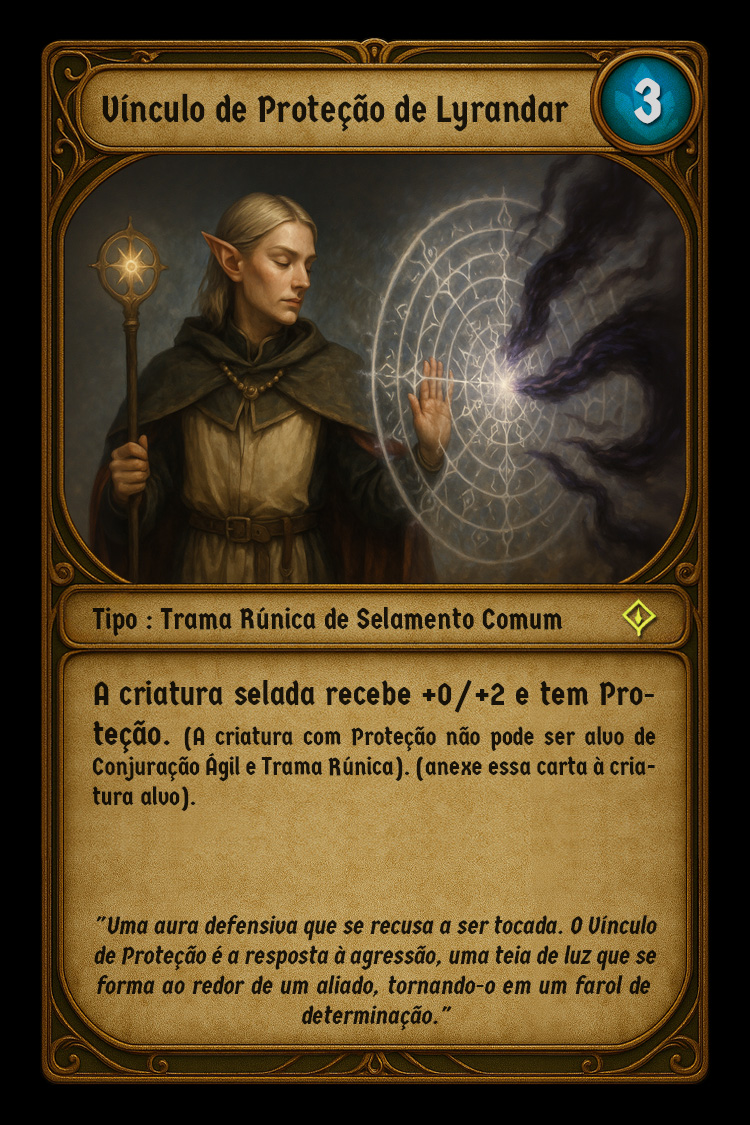 Vínculo de Proteção de Lyrandar
3
Tipo : Trama Rúnica de Selamento Comum
A criatura selada recebe +0/+2 e tem Pro-
teção. (A criatura com Proteção não pode ser alvo de
Conjuração Ágil e Trama Rúnica). (anexe essa carta à cria-
tura alvo).
"Uma aura defensiva que se recusa a ser tocada. O Vínculo
de Proteção é a resposta à agressão, uma teia de luz que se
forma ao redor de um aliado, tornando-o em um farol de
determinação."